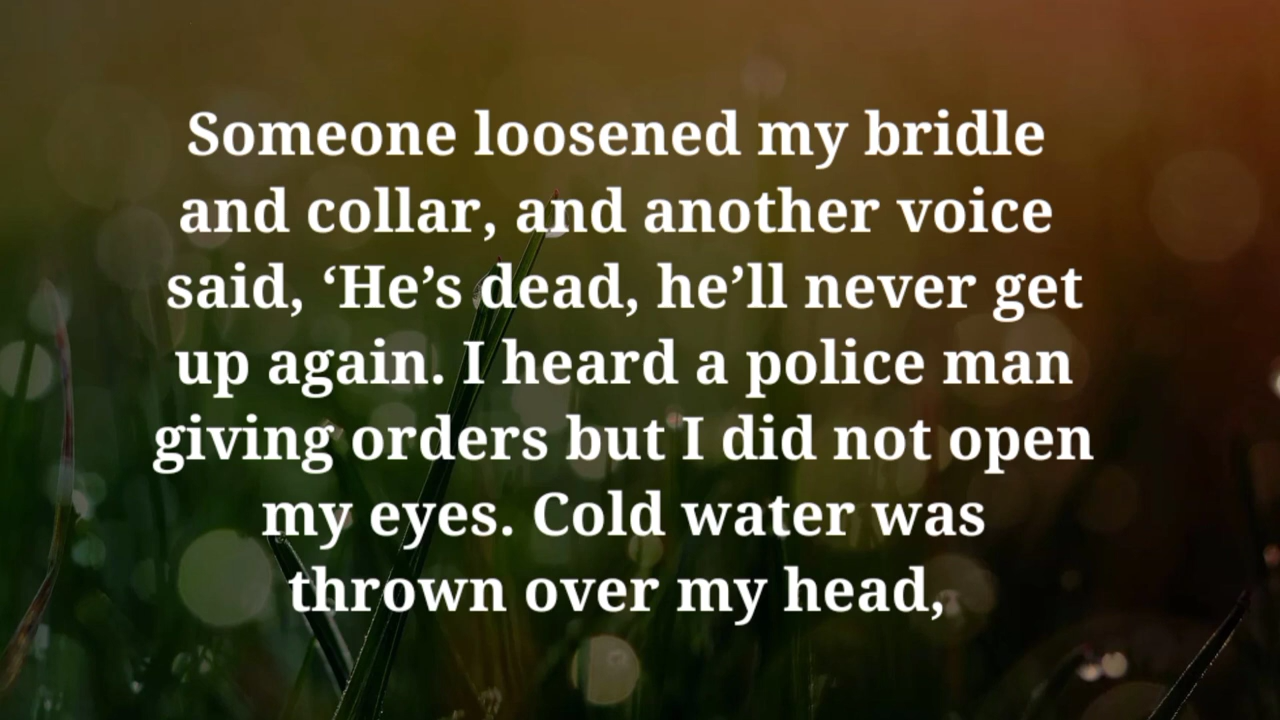 Someone loosened my bridle
and collar, and another voice
said, ‘He’s dead, he’ll never get
up again. I heard a police man
giving orders but I did not open
my eyes. Cold water was
thrown over my head,